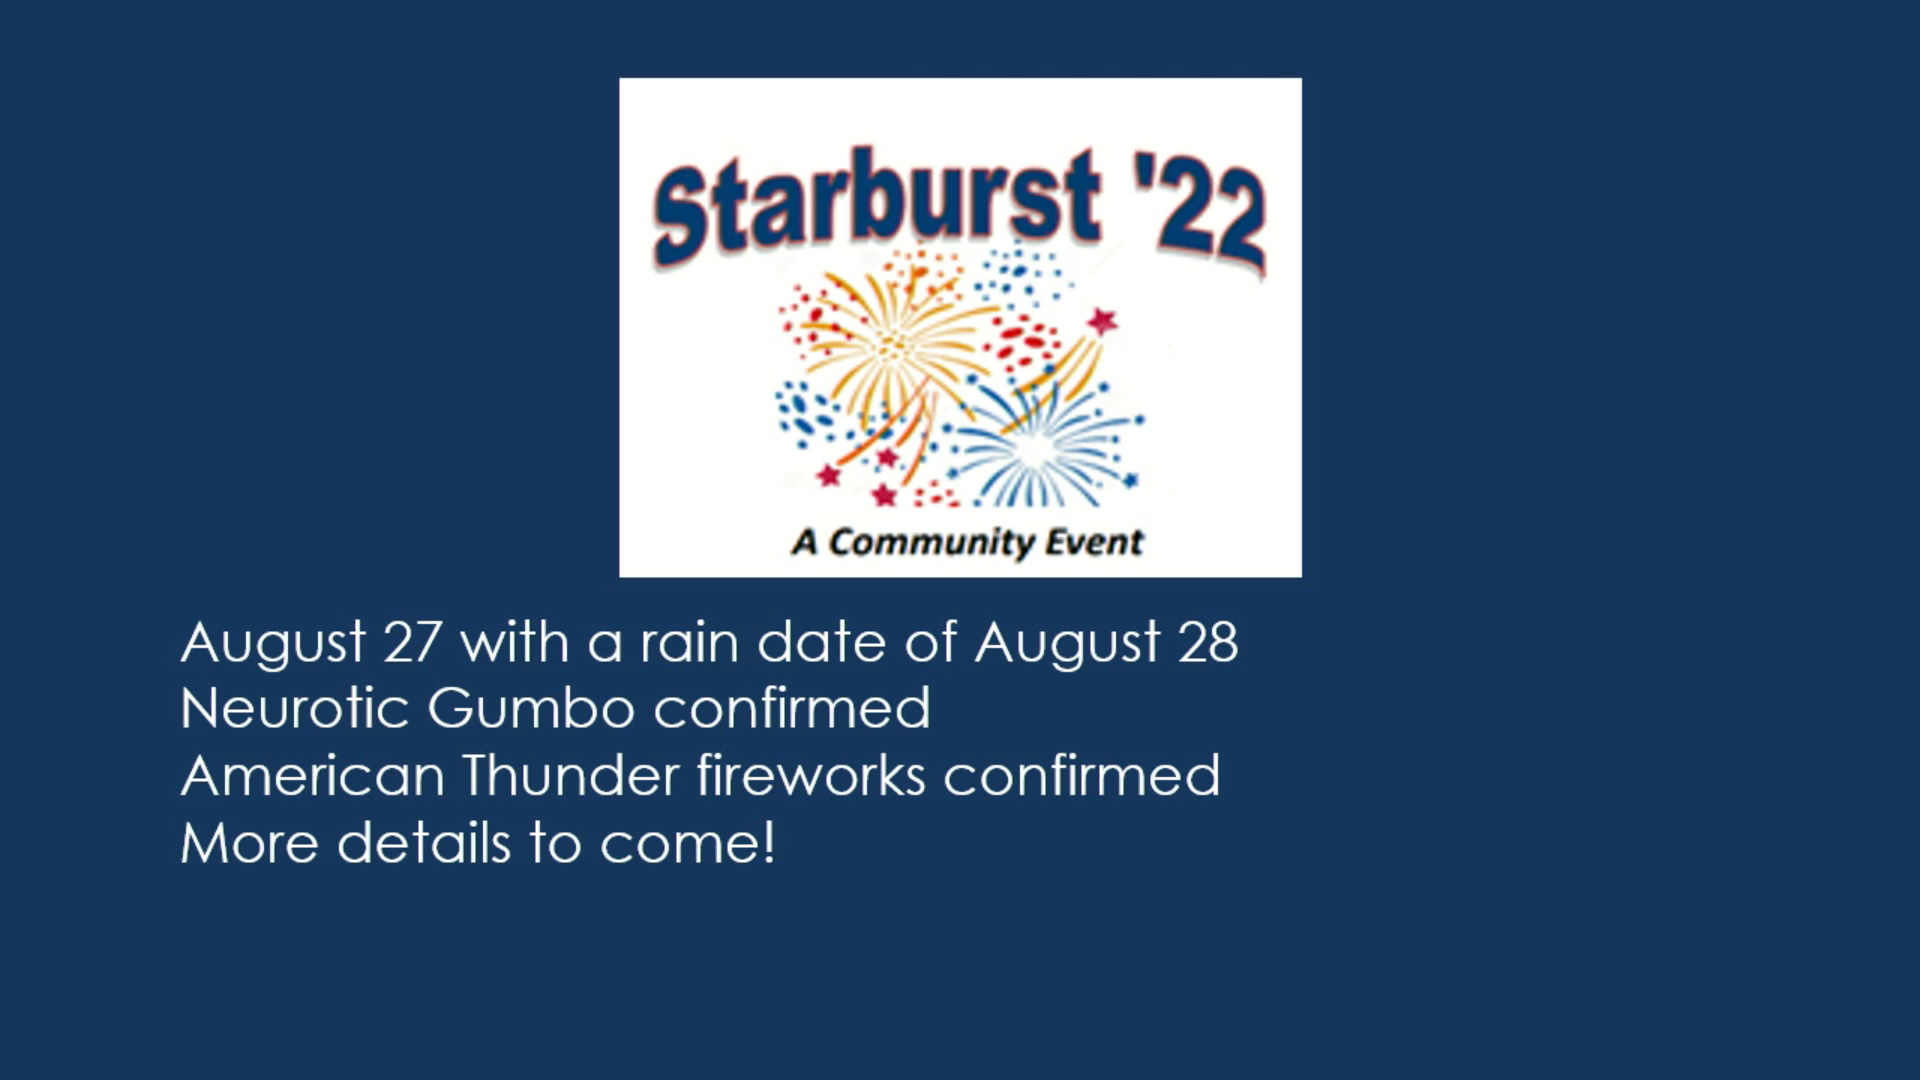 Starburst '22
A Community Event
August 27 with a rain date of August 28
Neurotic Gumbo confirmed
American Thunder fireworks confirmed
More details to come!